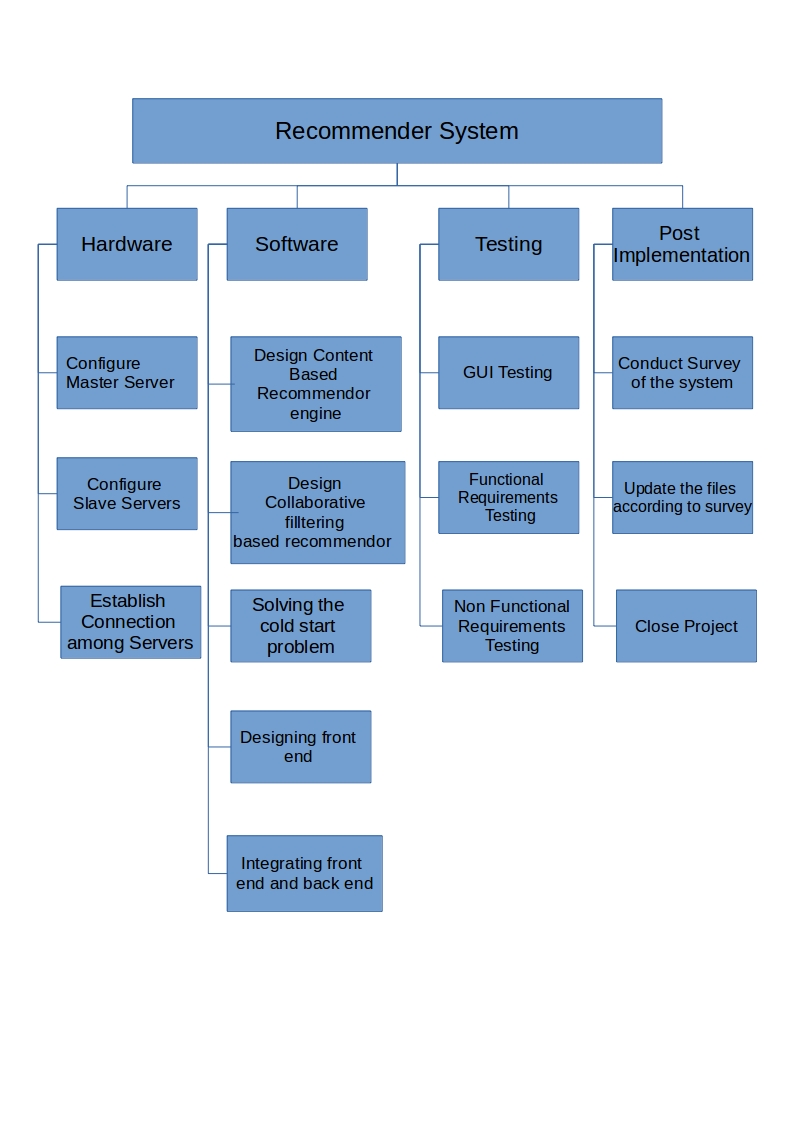 Recommender System
Hardware
Software
Testing
Post
Implementation
Configure
Master Server
Design Content
Based
Recommendor
engine
GUI Testing
Conduct Survey
of the system
Configure
Slave Servers
Design
Collaborative
filltering
based recommendor
Functional
Requirements
Testing
Update the files
according to survey
Establish
Connection
among Servers
Solving the
cold start
problem
Non Functional
Requirements
Testing
Close Project
Designing front
end
Integrating front
end and back end